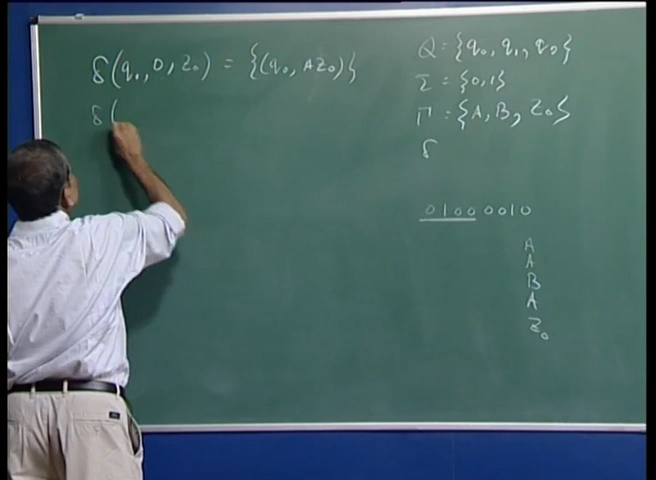 δ(q₀, 0, Z₀) = {(q₀, AZ₀)}
δ(
Q = {q₀, q₁, q₂}
Σ = {0, 1}
Γ = {A, B, Z₀}
δ
01000010
A
A
B
A
Z₀